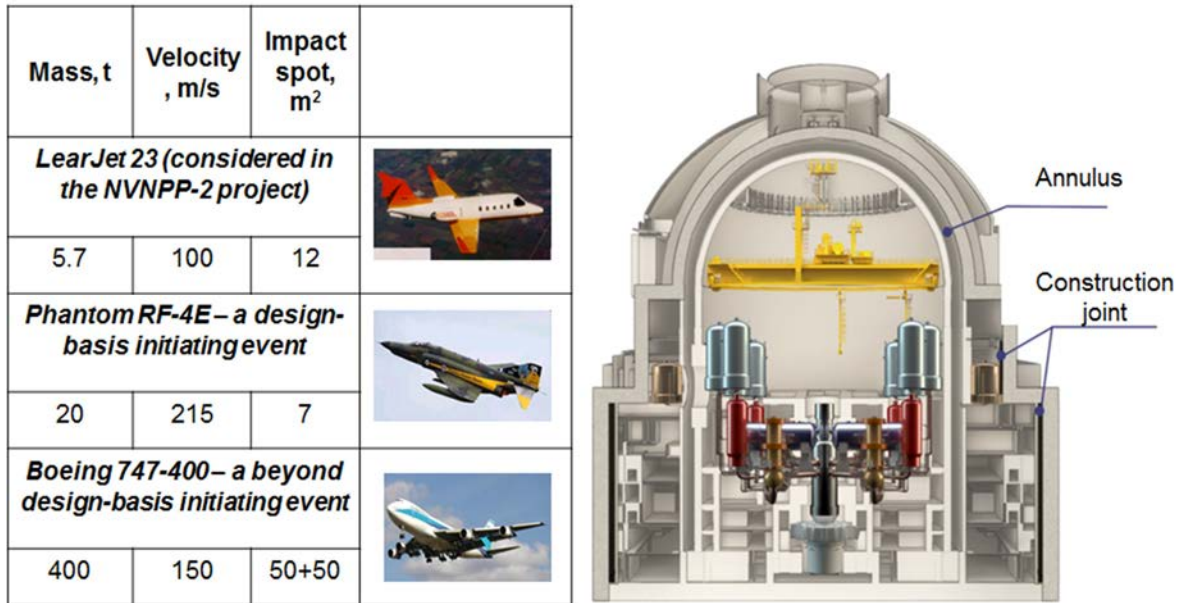 Mass, t
Velocity
, m/s
Impact
spot,
m²
LearJet 23 (considered in
the NVNPP-2 project)
5.7
100
12
Phantom RF-4E – a design-
basis initiating event
20
215
7
Boeing 747-400 – a beyond
design-basis initiating event
400
150
50+50
Annulus
Construction
joint